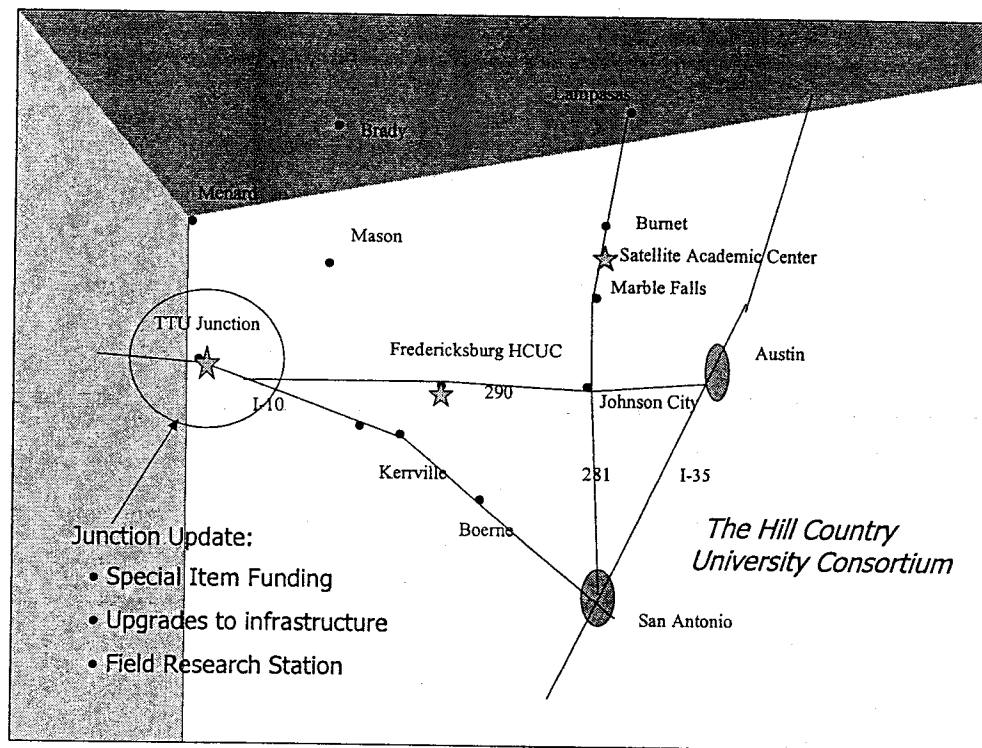 Lampasas
Brady
Menard
Burnet
Mason
Satellite Academic Center
Marble Falls
TTU Junction
Fredericksburg HCUC
Austin
290
Johnson City
I-10
Kerrville
281
I-35
Boerne
The Hill Country
University Consortium
Junction Update:
• Special Item Funding
• Upgrades to infrastructure
• Field Research Station
San Antonio